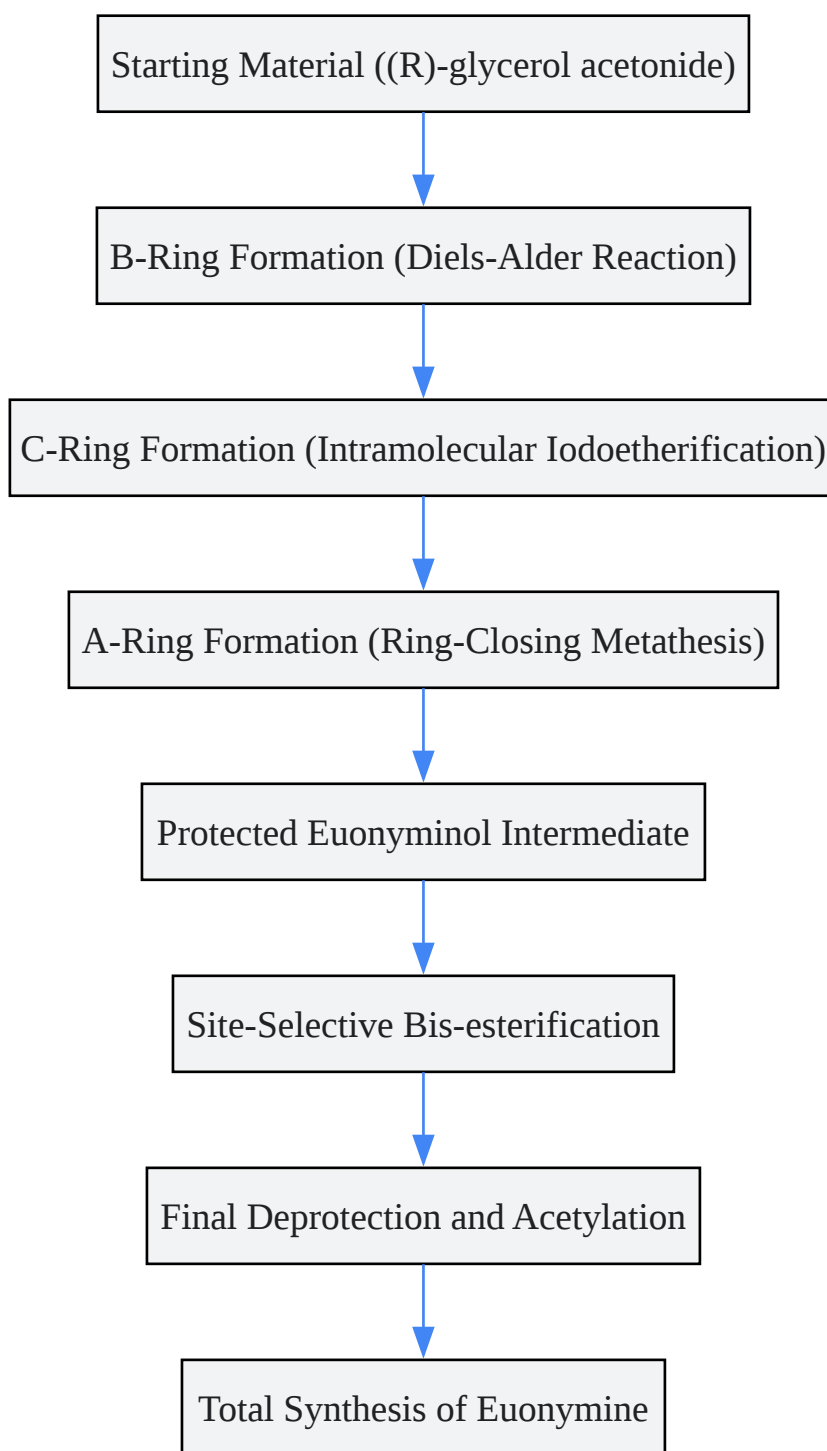 Starting Material ((R)-glycerol acetonide)
B-Ring Formation (Diels-Alder Reaction)
C-Ring Formation (Intramolecular Iodoetherification)
A-Ring Formation (Ring-Closing Metathesis)
Protected Euonyminol Intermediate
Site-Selective Bis-esterification
Final Deprotection and Acetylation
Total Synthesis of Euonymine